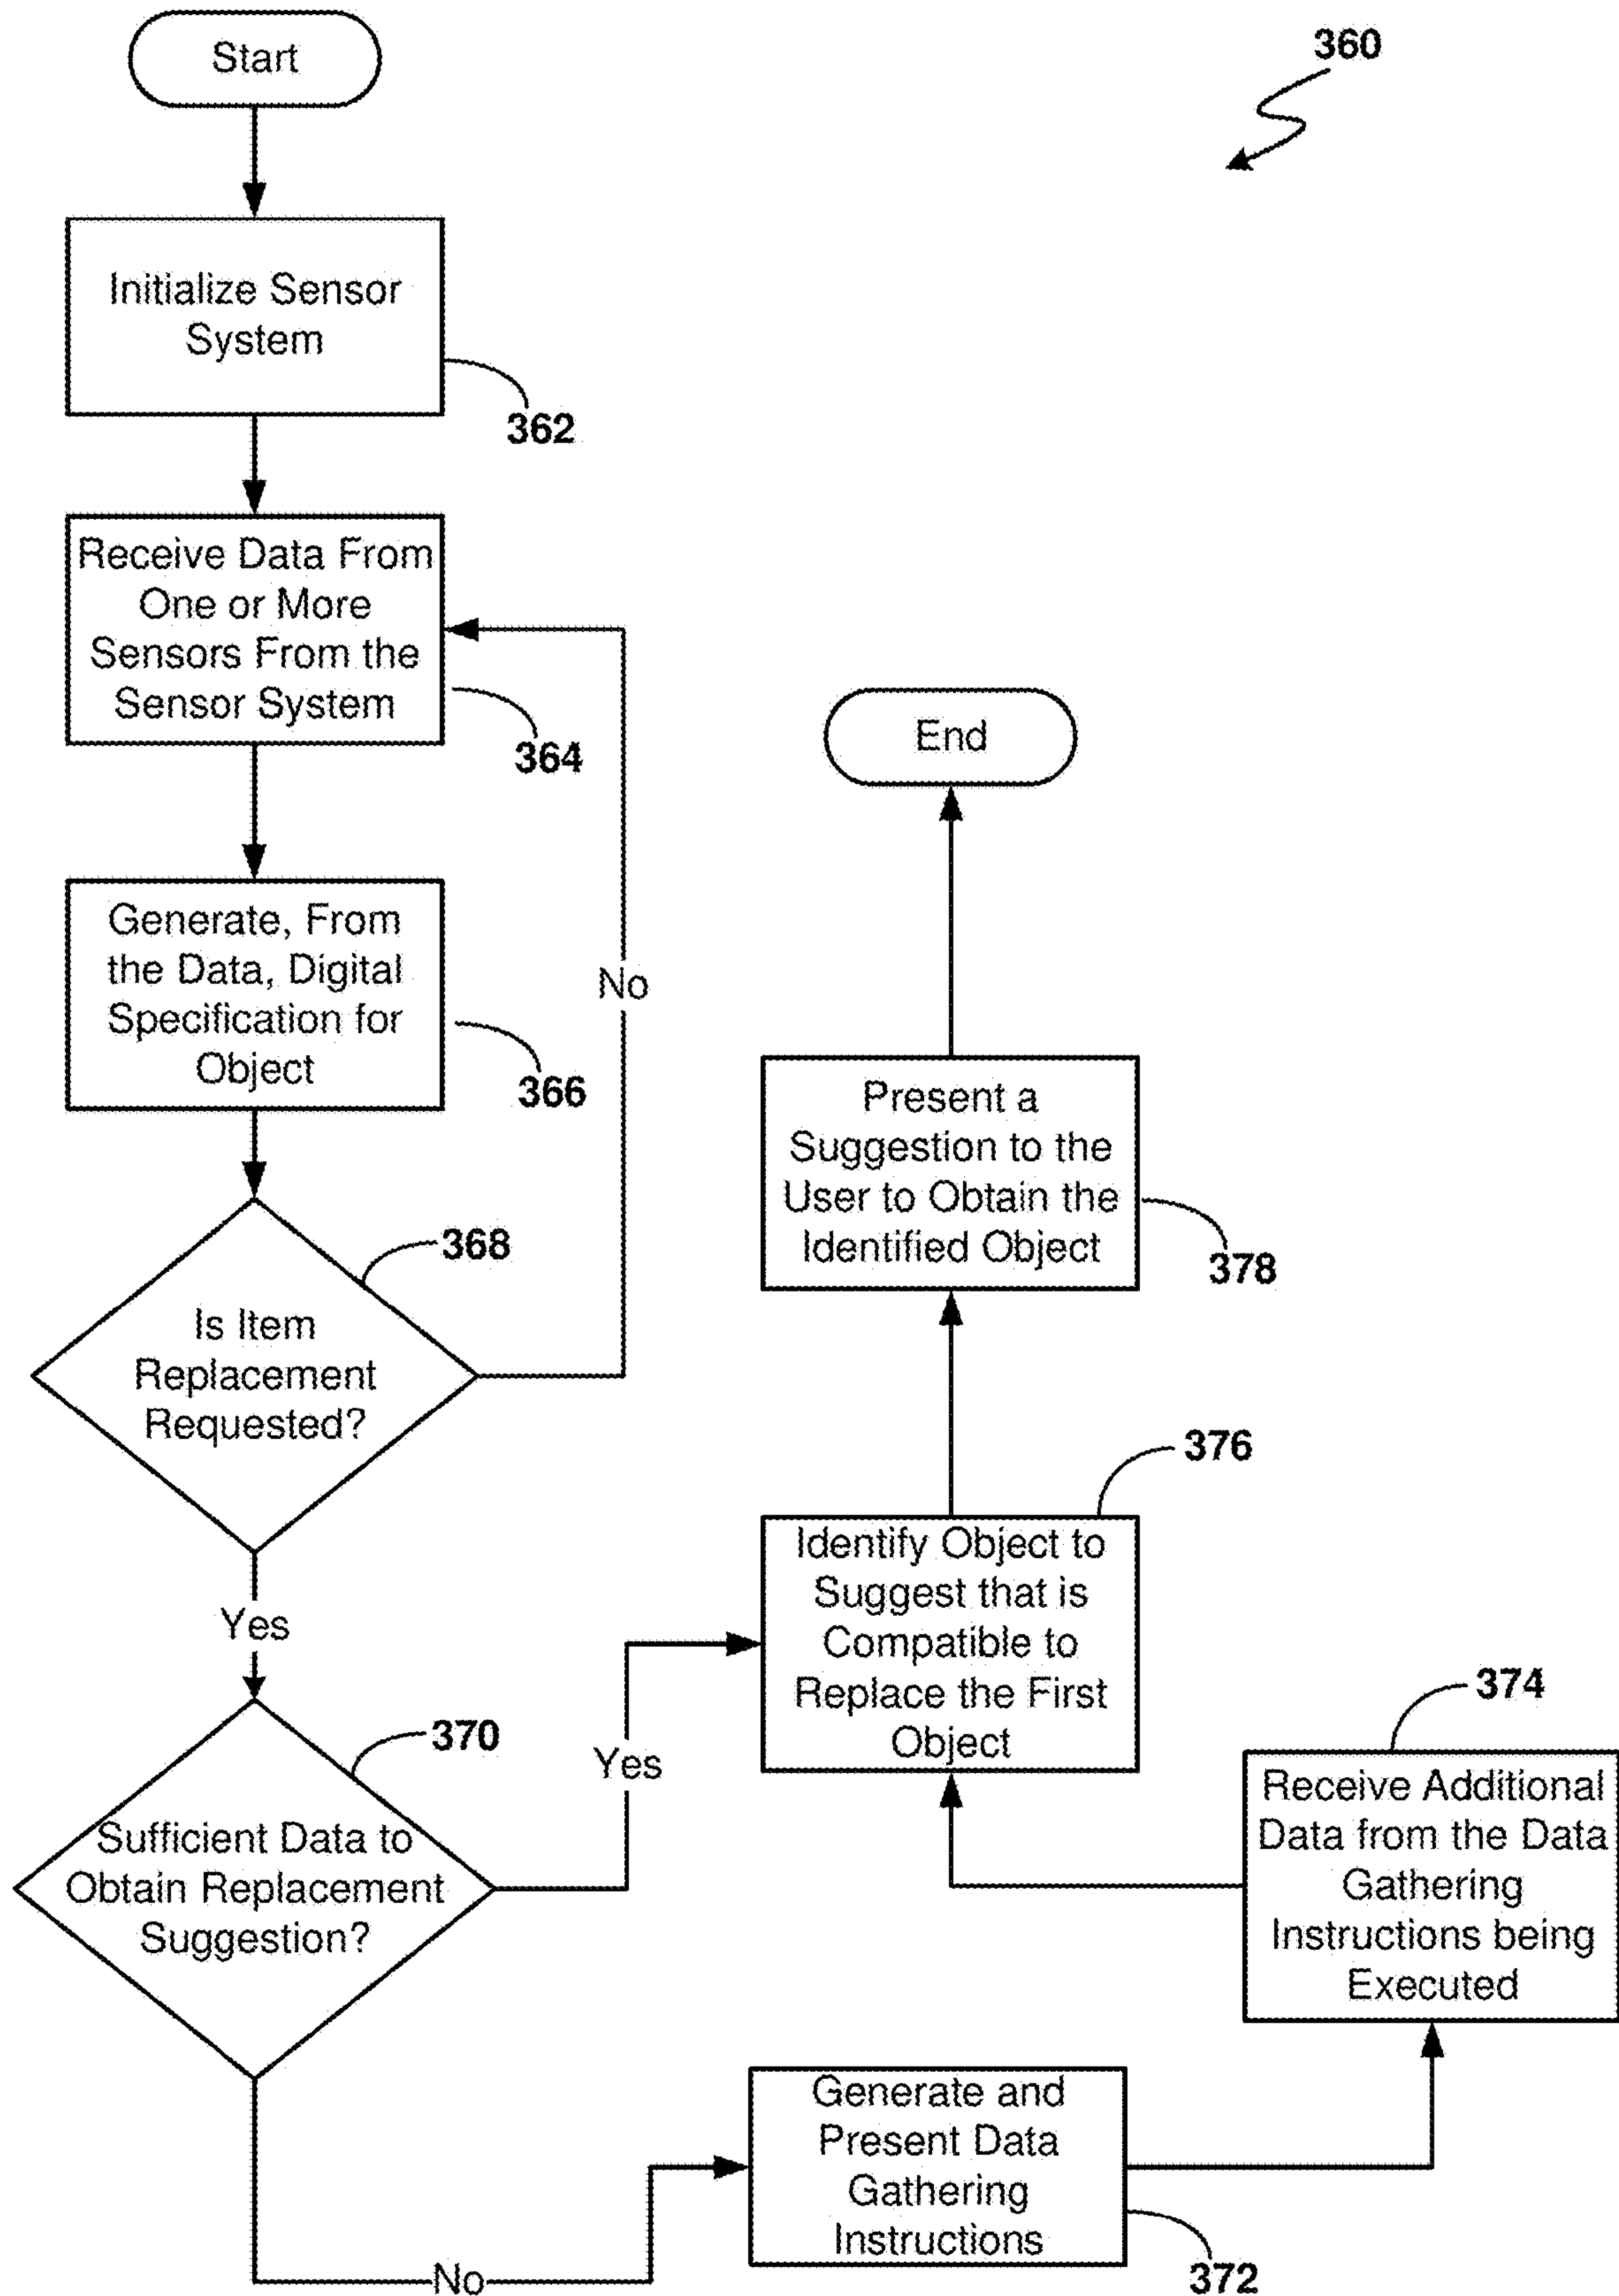 Start
360
Initialize Sensor
System
362
Receive Data From
One or More
Sensors From the
Sensor System
364
Generate, From
the Data, Digital
Specification for
Object
366
No
368
Is Item
Replacement
Requested?
Yes
370
Sufficient Data to
Obtain Replacement
Suggestion?
Yes
No
Generate and
Present Data
Gathering
Instructions
372
374
Receive Additional
Data from the Data
Gathering
Instructions being
Executed
376
Identify Object to
Suggest that is
Compatible to
Replace the First
Object
Present a
Suggestion to the
User to Obtain the
Identified Object
378
End